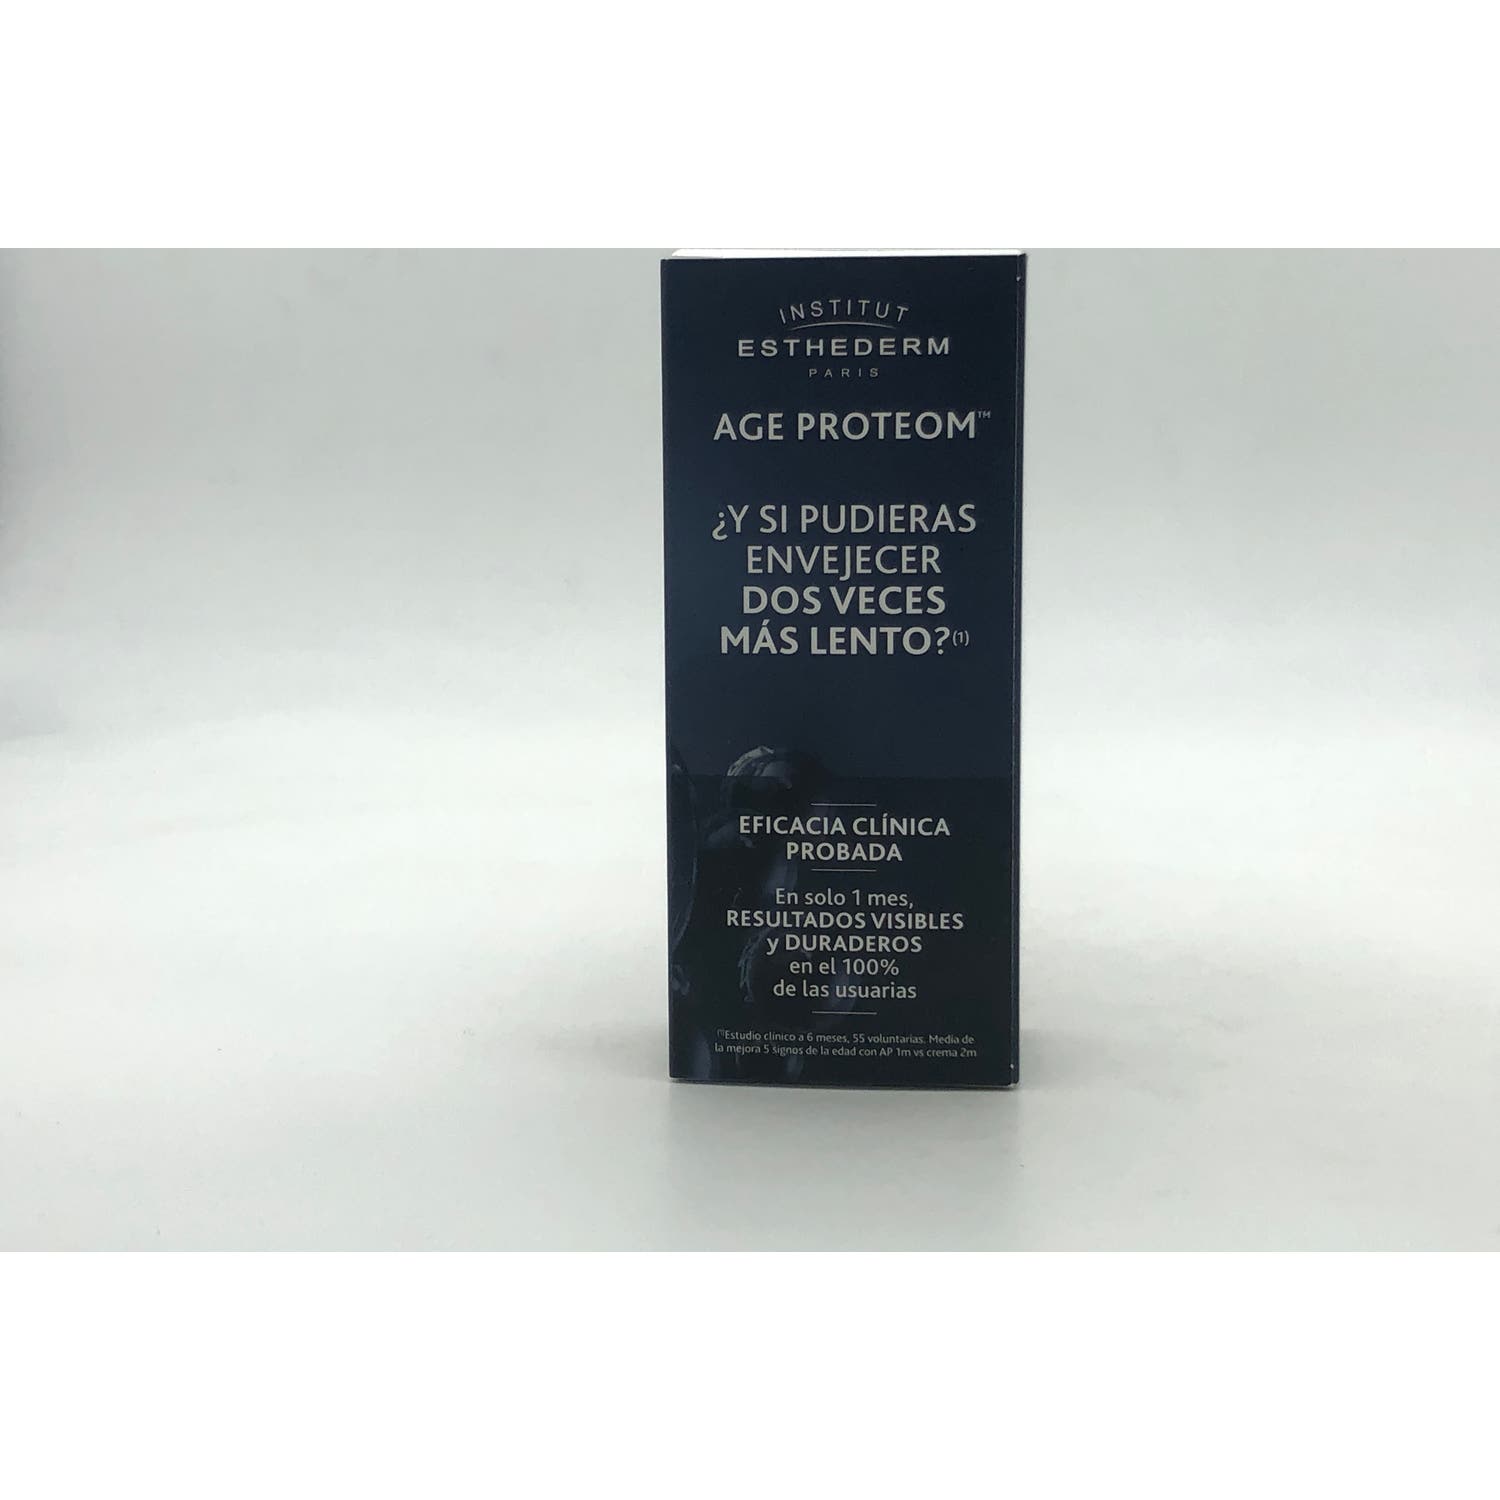 INSTITUT
ESTHEDERM
PARIS
AGE PROTEOM™
¿Y SI PUDIERAS
ENVEJECER
DOS VECES
MÁS LENTO?(1)
EFICACIA CLÍNICA
PROBADA
En solo 1 mes,
RESULTADOS VISIBLES
y DURADEROS
en el 100%
de las usuarias
(1)Estudio clínico a 6 meses, 55 voluntarias. Media de
la mejora 5 signos de la edad con AP 1m vs crema 2m